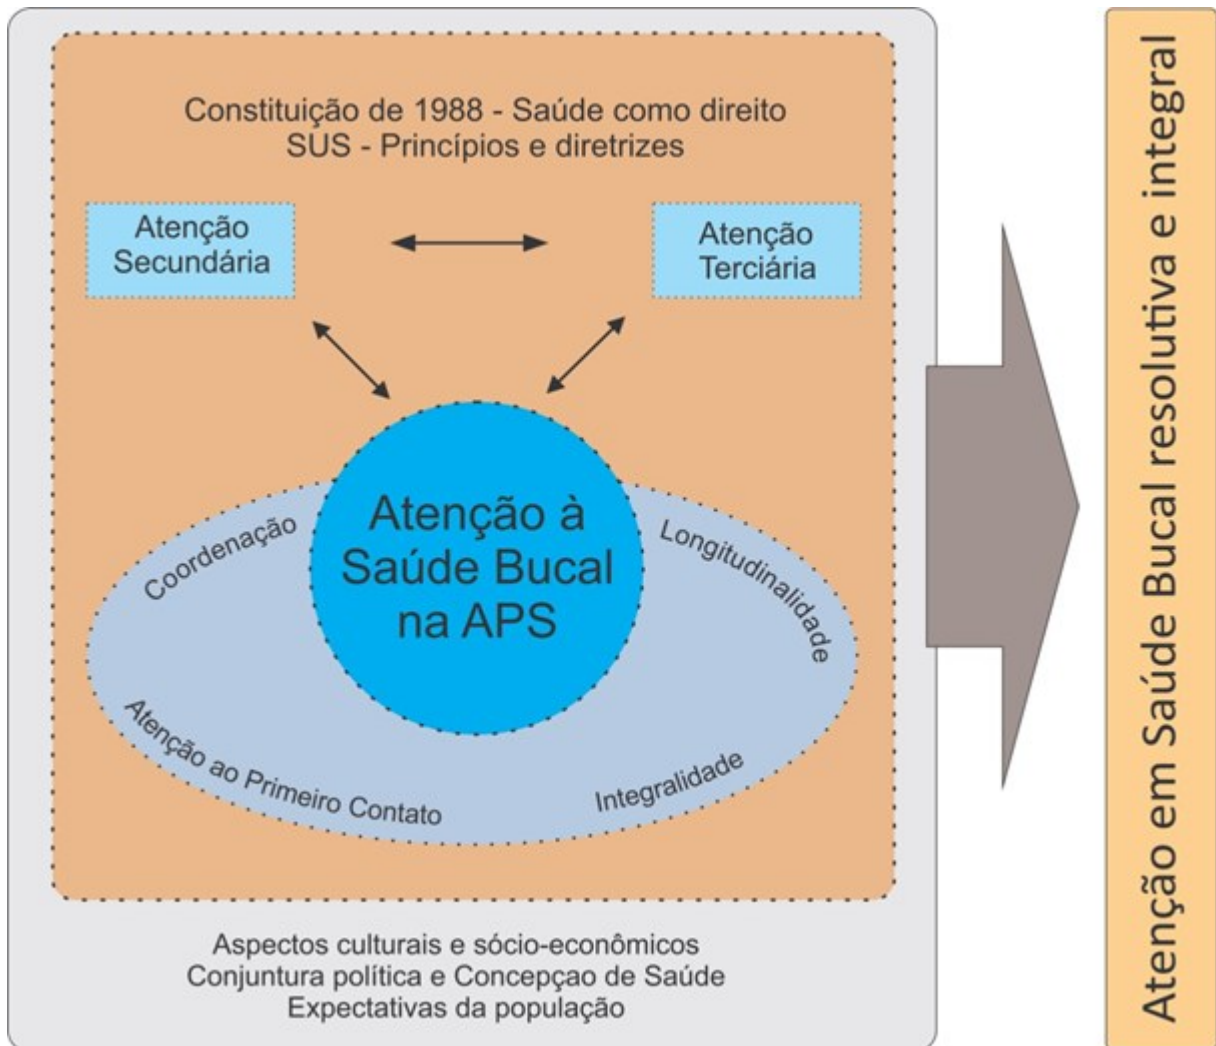 Constituição de 1988 - Saúde como direito
SUS - Princípios e diretrizes
Atenção
Secundária
Atenção
Terciária
Atenção à
Saúde Bucal
na APS
Coordenação
Longitudinalidade
Atenção ao Primeiro Contato
Integralidade
Aspectos culturais e sócio-econômicos
Conjuntura política e Concepçao de Saúde
Expectativas da população
Atenção em Saúde Bucal resolutiva e integral